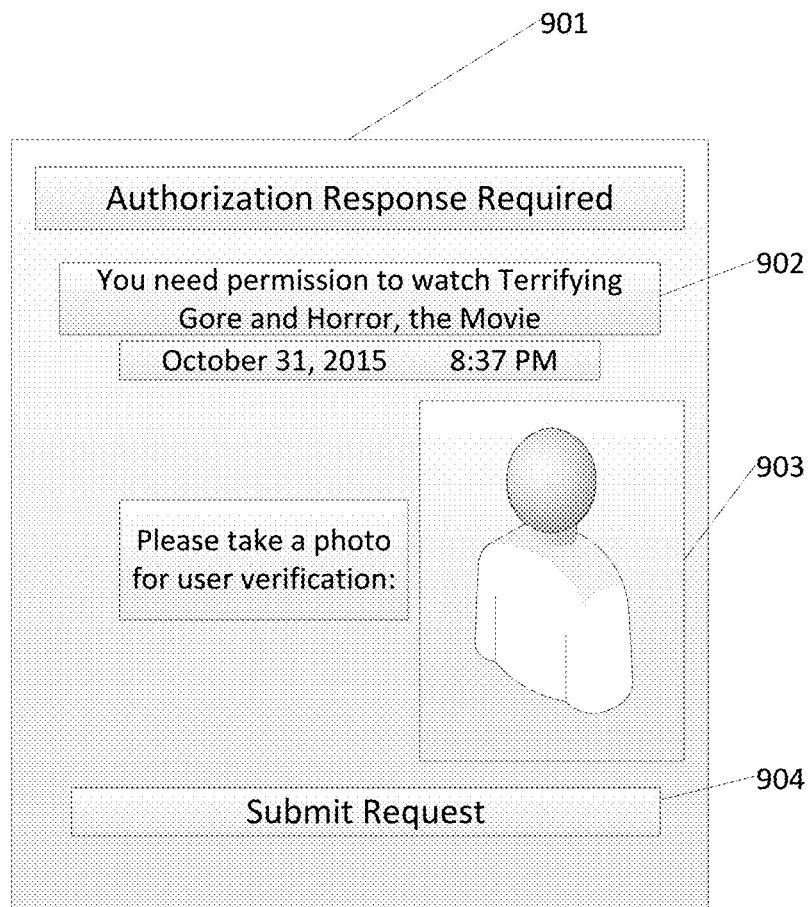 901
Authorization Response Required
You need permission to watch Terrifying
Gore and Horror, the Movie
902
October 31, 2015 8:37 PM
903
Please take a photo
for user verification:
904
Submit Request